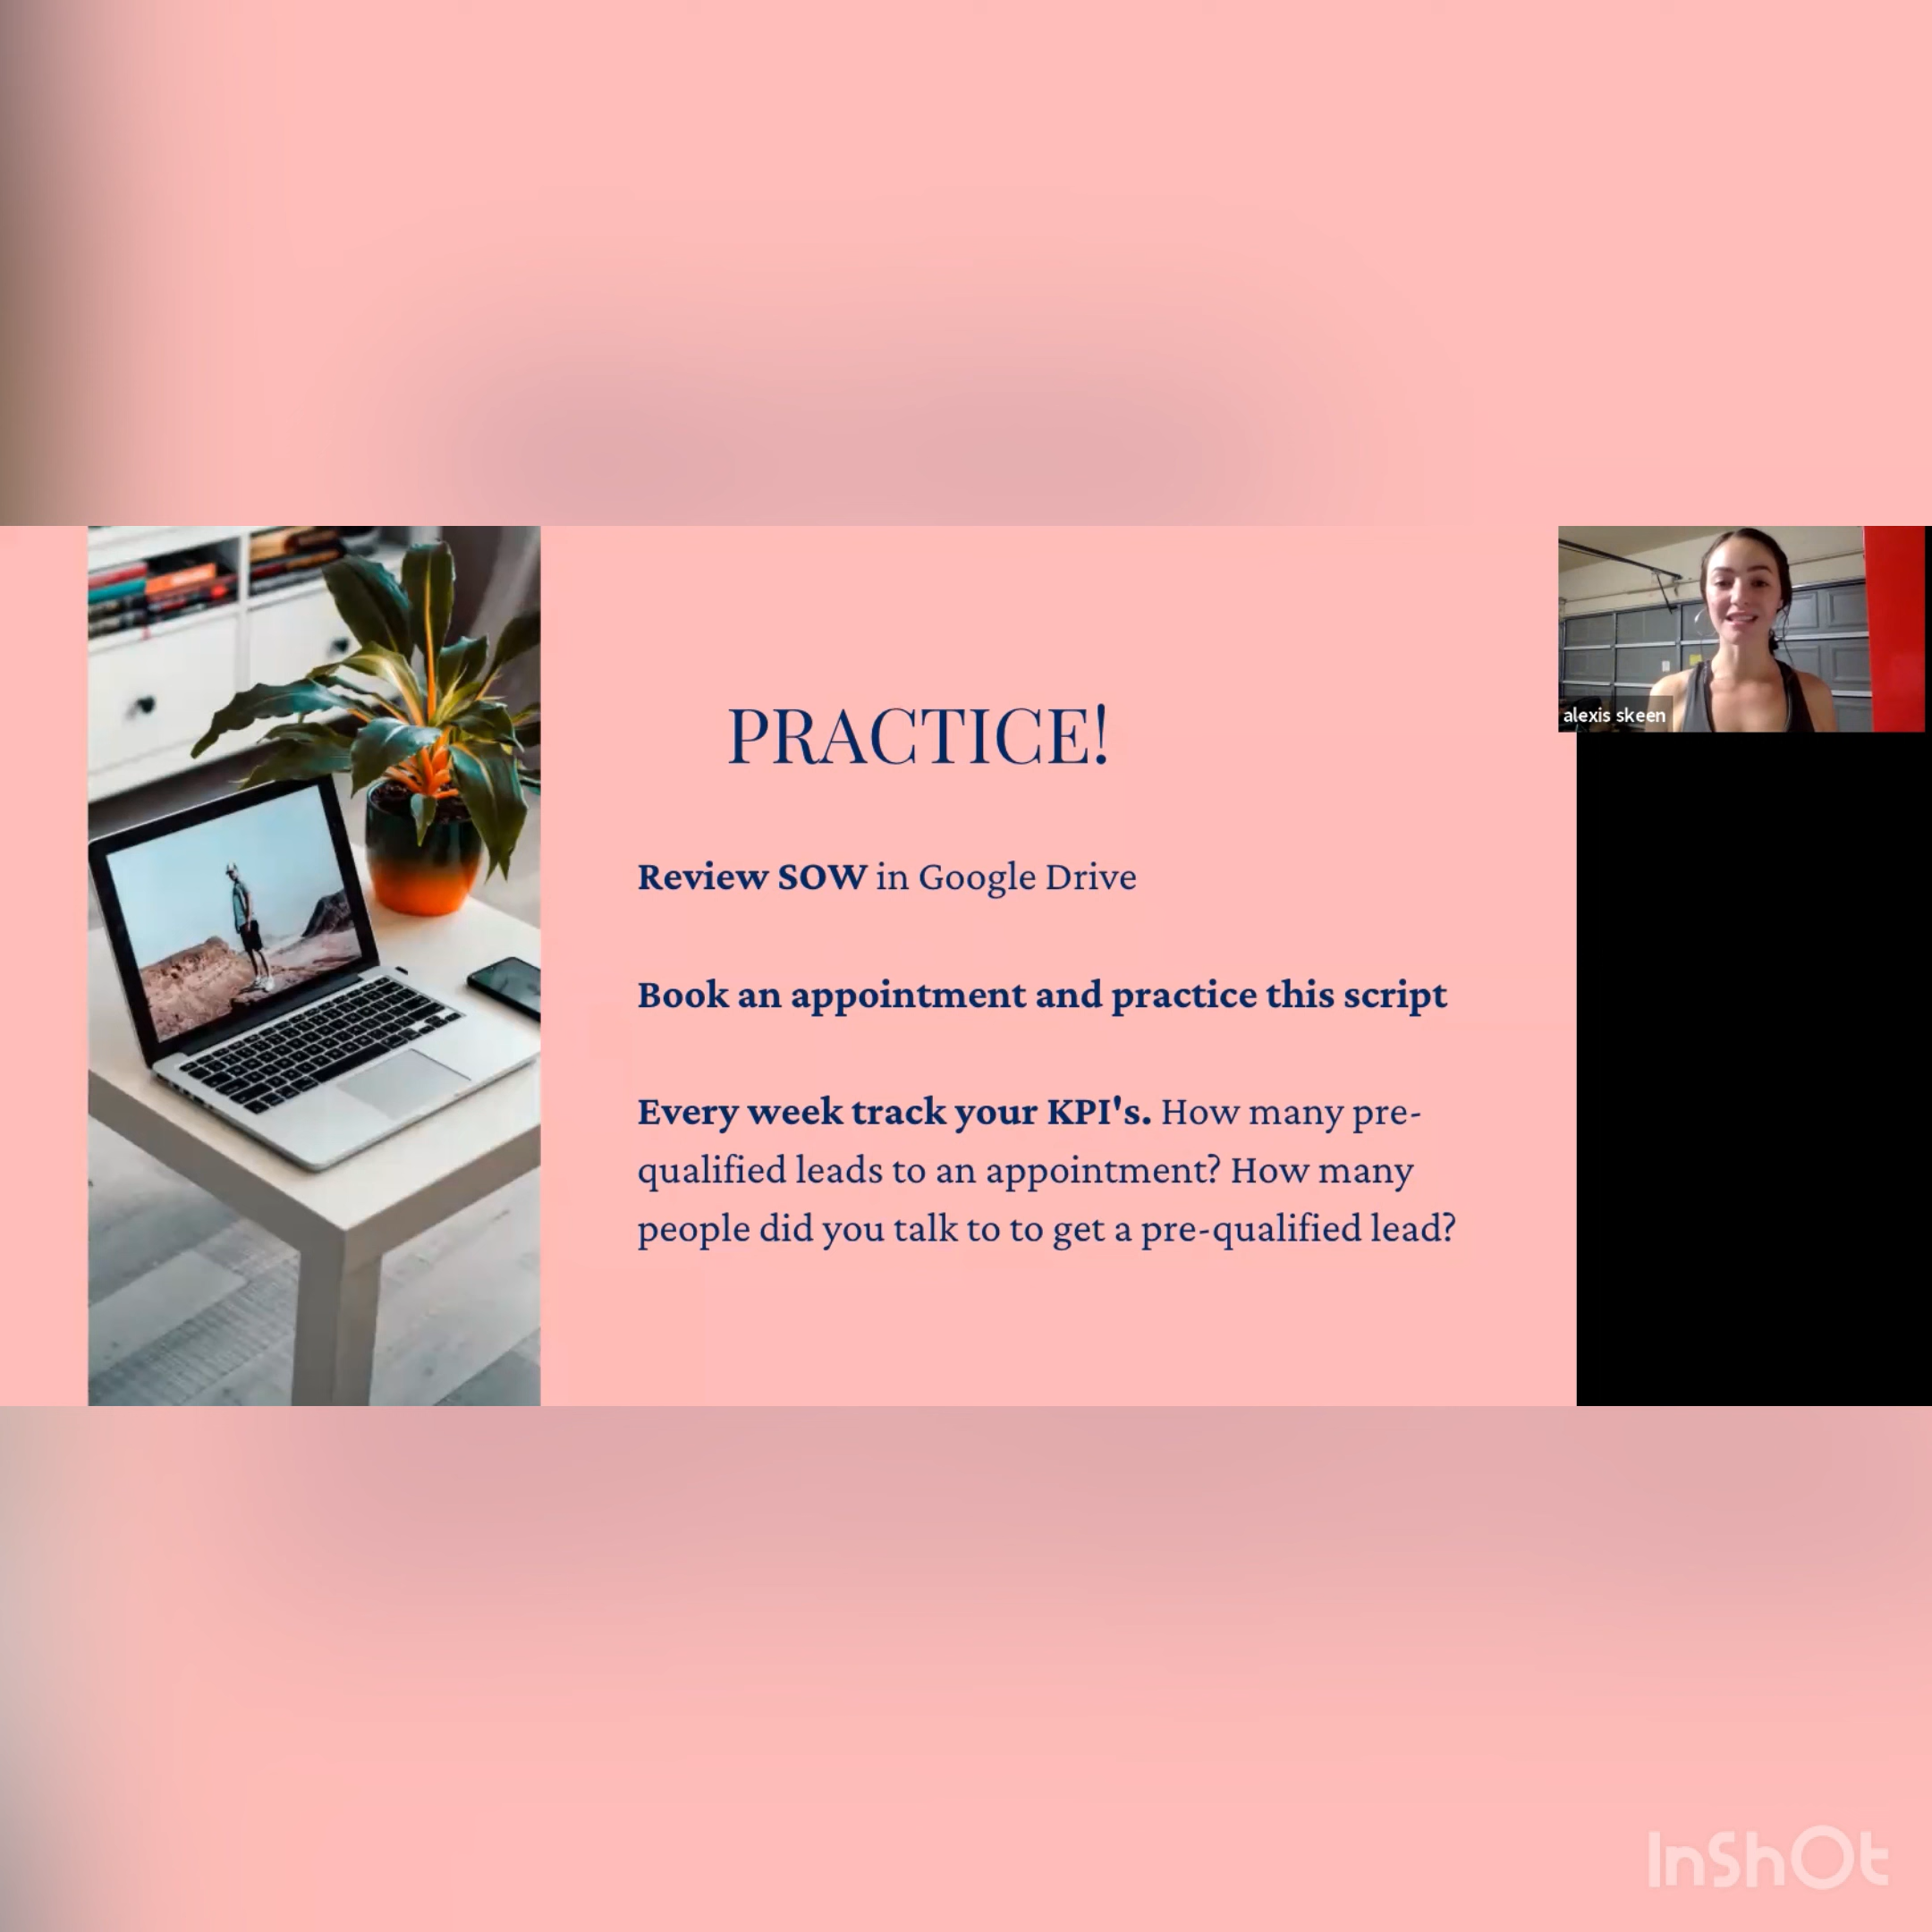 PRACTICE!
Review SOW in Google Drive
Book an appointment and practice this script
Every week track your KPI's. How many pre-
qualified leads to an appointment? How many
people did you talk to to get a pre-qualified lead?
alexis skeen
InShOt